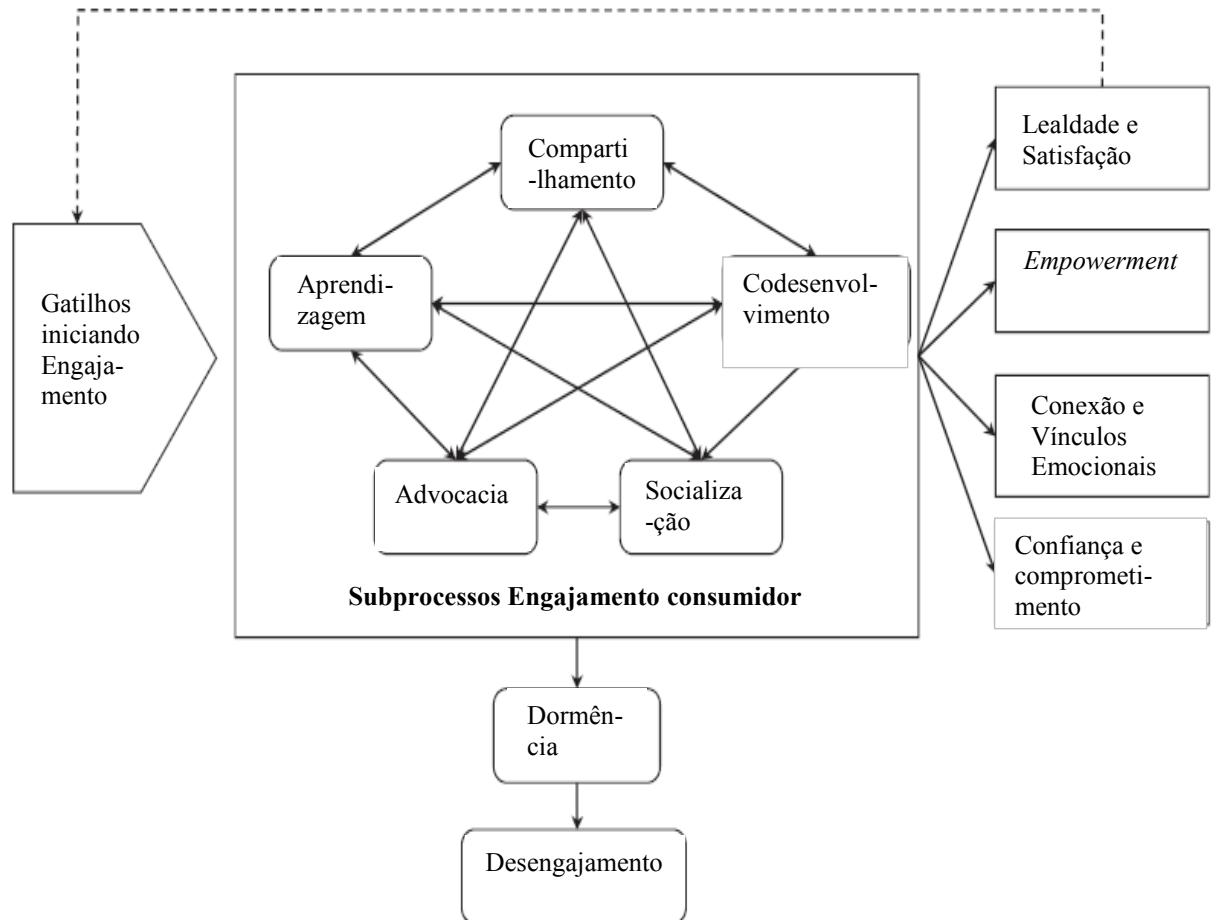 Gatilhos
iniciando
Engaja-
mento
Comparti
-lhamento
Aprendi-
zagem
Codesenvol-
vimento
Advocacia
Socializa
-ção
Subprocessos Engajamento consumidor
Dormên-
cia
Desengajamento
Lealdade e
Satisfação
Empowerment
Conexão e
Vínculos
Emocionais
Confiança e
comprometi-
mento